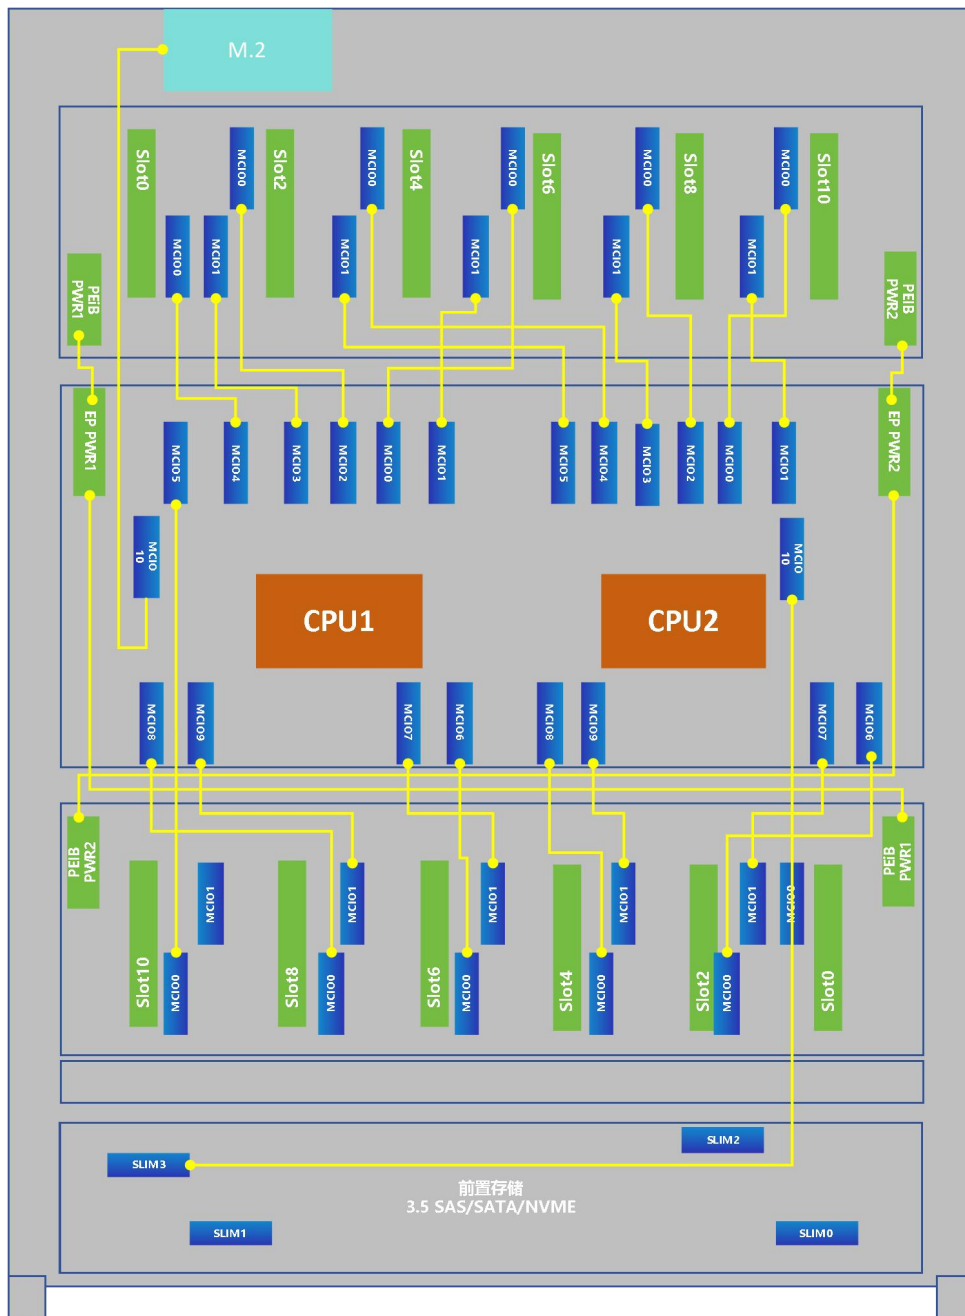 M.2
Slot0
MCIO0
Slot2
MCIO0
Slot4
MCIO0
Slot6
MCIO0
Slot8
MCIO0
Slot10
MCIO0
MCIO1
MCIO1
MCIO1
MCIO1
MCIO1
PEiB
PWR1
PEiB
PWR2
EP PWR1
MCIO5
MCIO4
MCIO3
MCIO2
MCIO0
MCIO1
MCIO5
MCIO4
MCIO3
MCIO2
MCIO0
MCIO1
EP PWR2
MCIO
10
MCIO
10
CPU1
CPU2
MCIO8
MCIO9
MCIO7
MCIO6
MCIO8
MCIO9
MCIO7
MCIO6
PEiB
PWR2
PEiB
PWR1
MCIO1
MCIO1
MCIO1
MCIO1
MCIO1
MCIO0
Slot10
MCIO0
Slot8
MCIO0
Slot6
MCIO0
Slot4
MCIO0
Slot2
MCIO0
Slot0
SLIM2
SLIM3
前置存储
3.5 SAS/SATA/NVME
SLIM1
SLIM0